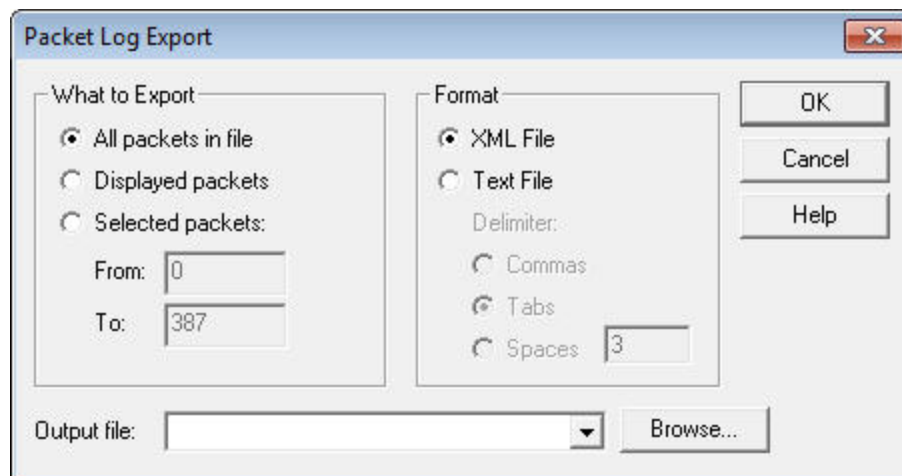 Packet Log Export
What to Export
All packets in file
Displayed packets
Selected packets:
From: 0
To: 387
Format
XML File
Text File
Delimiter:
Commas
Tabs
Spaces 3
OK
Cancel
Help
Output file:
Browse...